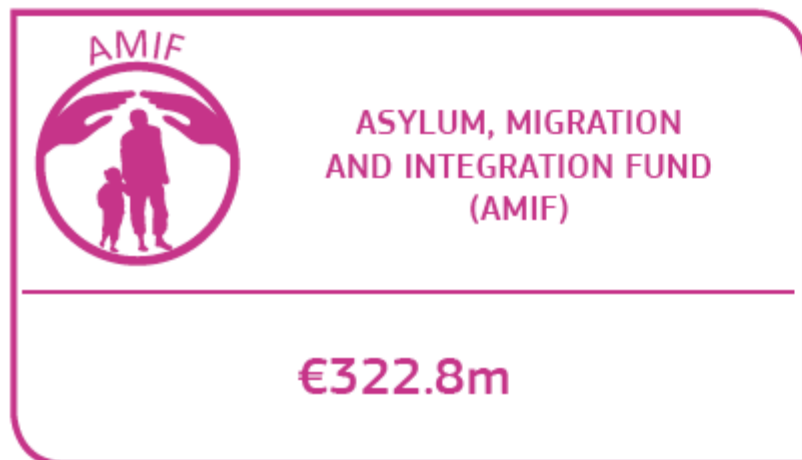 AMIF
ASYLUM, MIGRATION
AND INTEGRATION FUND
(AMIF)
€322.8m